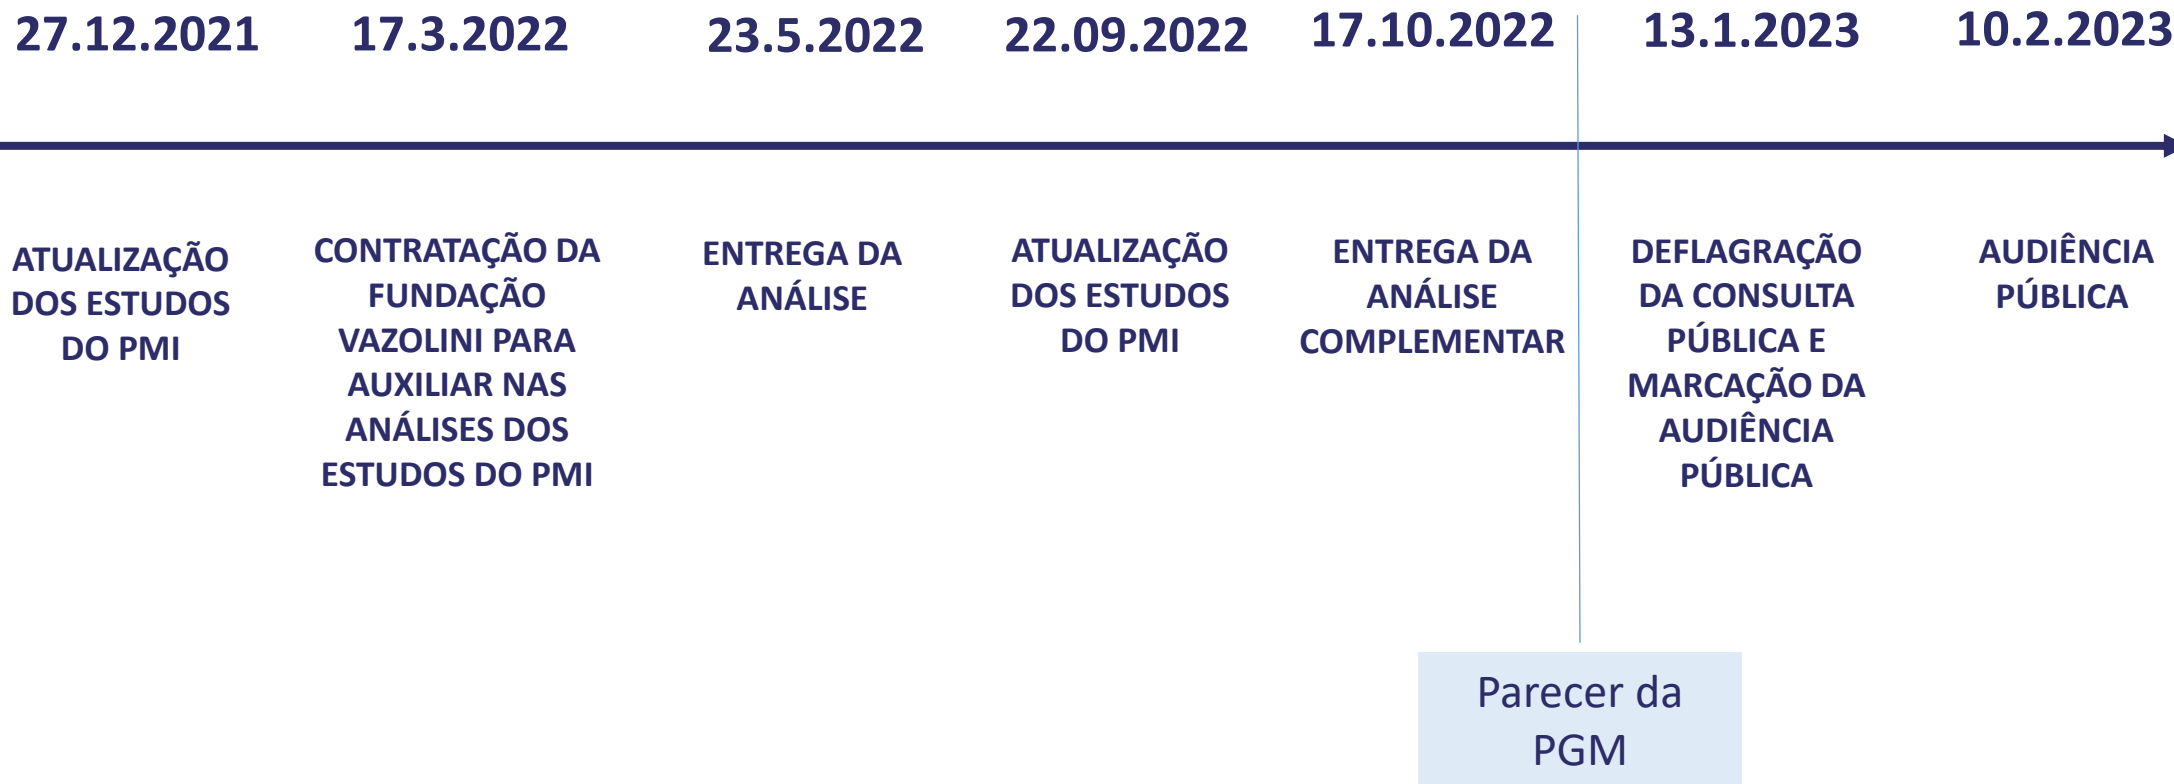 27.12.2021
17.3.2022
23.5.2022
22.09.2022
17.10.2022
13.1.2023
10.2.2023
ATUALIZAÇÃO
DOS ESTUDOS
DO PMI
CONTRATAÇÃO DA
FUNDAÇÃO
VAZOLINI PARA
AUXILIAR NAS
ANÁLISES DOS
ESTUDOS DO PMI
ENTREGA DA
ANÁLISE
ATUALIZAÇÃO
DOS ESTUDOS
DO PMI
ENTREGA DA
ANÁLISE
COMPLEMENTAR
DEFLAGRAÇÃO
DA CONSULTA
PÚBLICA E
MARCAÇÃO DA
AUDIÊNCIA
PÚBLICA
AUDIÊNCIA
PÚBLICA
Parecer da
PGM